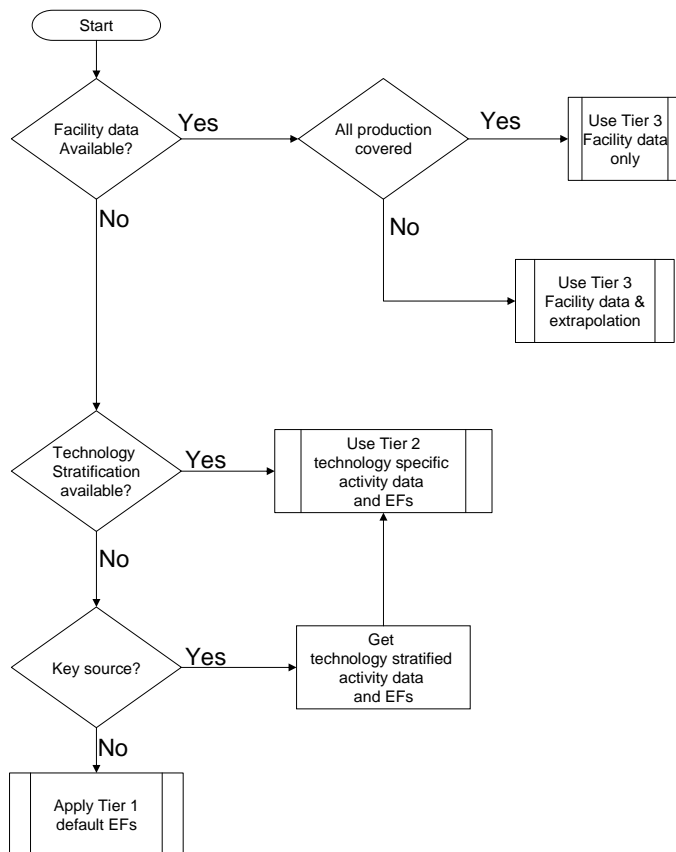 Start
Facility data
Available?
Yes
All production
covered
Yes
Use Tier 3
Facility data
only
No
No
Use Tier 3
Facility data &
extrapolation
Technology
Stratification
available?
Yes
Use Tier 2
technology specific
activity data
and EFs
No
Key source?
Yes
Get
technology stratified
activity data
and EFs
No
Apply Tier 1
default EFs